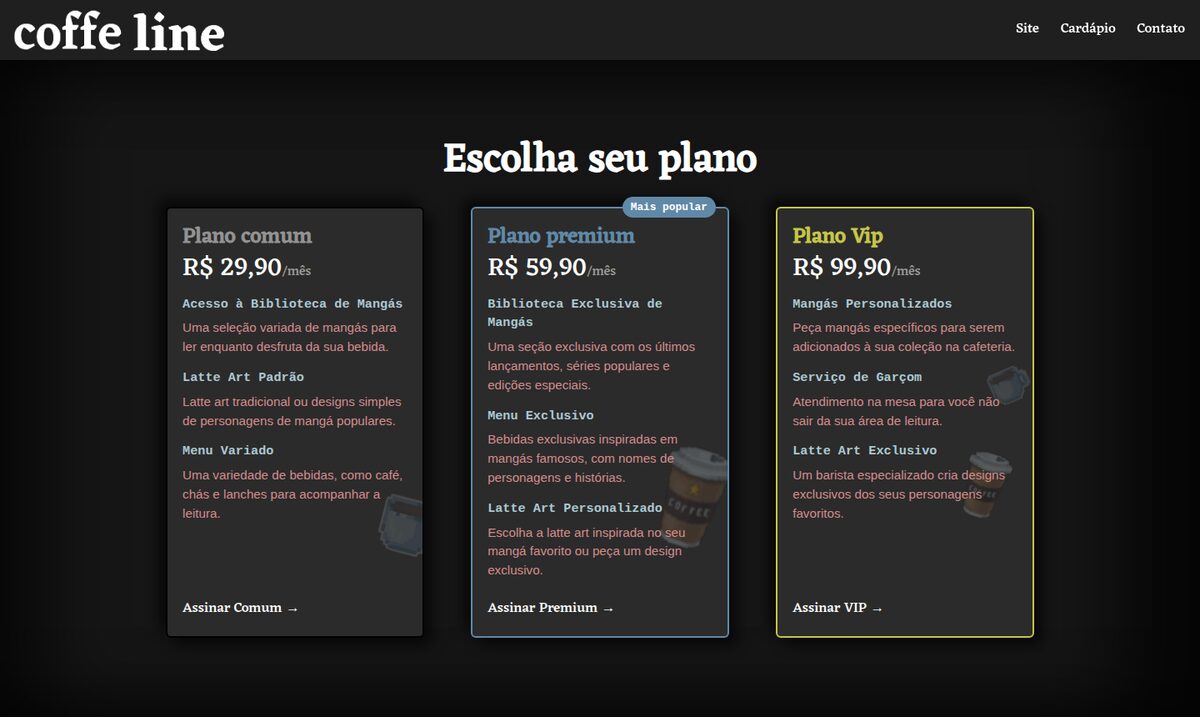 coffe line
Site Cardápio Contato
Escolha seu plano
Plano comum
R$ 29,90/mês
Acesso à Biblioteca de Mangás
Uma seleção variada de mangás para
ler enquanto desfruta da sua bebida.
Latte Art Padrão
Latte art tradicional ou designs simples
de personagens de mangá populares.
Menu Variado
Uma variedade de bebidas, como café,
chás e lanches para acompanhar a
leitura.
Assinar Comum →
Mais popular
Plano premium
R$ 59,90/mês
Biblioteca Exclusiva de
Mangás
Uma seção exclusiva com os últimos
lançamentos, séries populares e
edições especiais.
Menu Exclusivo
Bebidas exclusivas inspiradas em
mangás famosos, com nomes de
personagens e histórias.
Latte Art Personalizado
Escolha a latte art inspirada no seu
mangá favorito ou peça um design
exclusivo.
COFFEE
Assinar Premium →
Plano Vip
R$ 99,90/mês
Mangás Personalizados
Peça mangás específicos para serem
adicionados à sua coleção na cafeteria.
Serviço de Garçom
Atendimento na mesa para você não
sair da sua área de leitura.
Latte Art Exclusivo
Um barista especializado cria designs
exclusivos dos seus personagens
favoritos.
COFFEE
Assinar VIP →